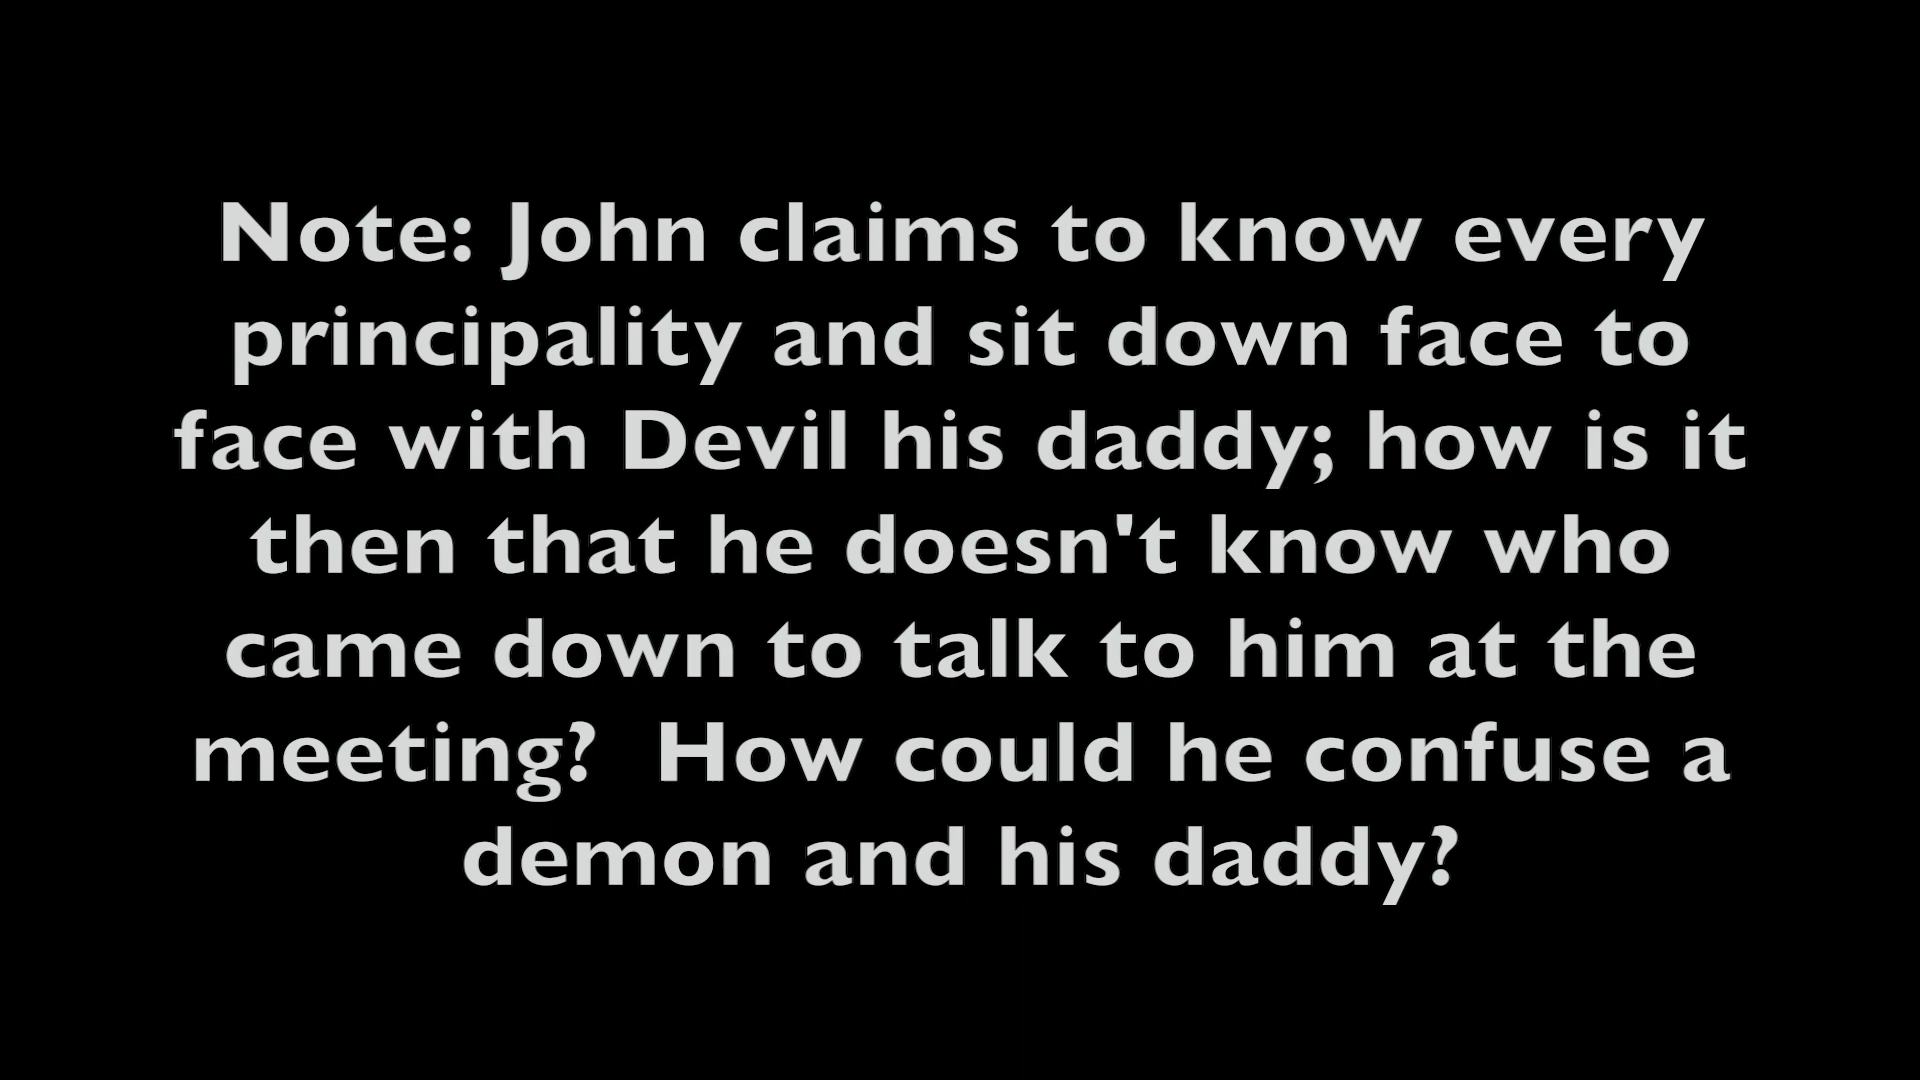 Note: John claims to know every
principality and sit down face to
face with Devil his daddy; how is it
then that he doesn't know who
came down to talk to him at the
meeting?  How could he confuse a
demon and his daddy?